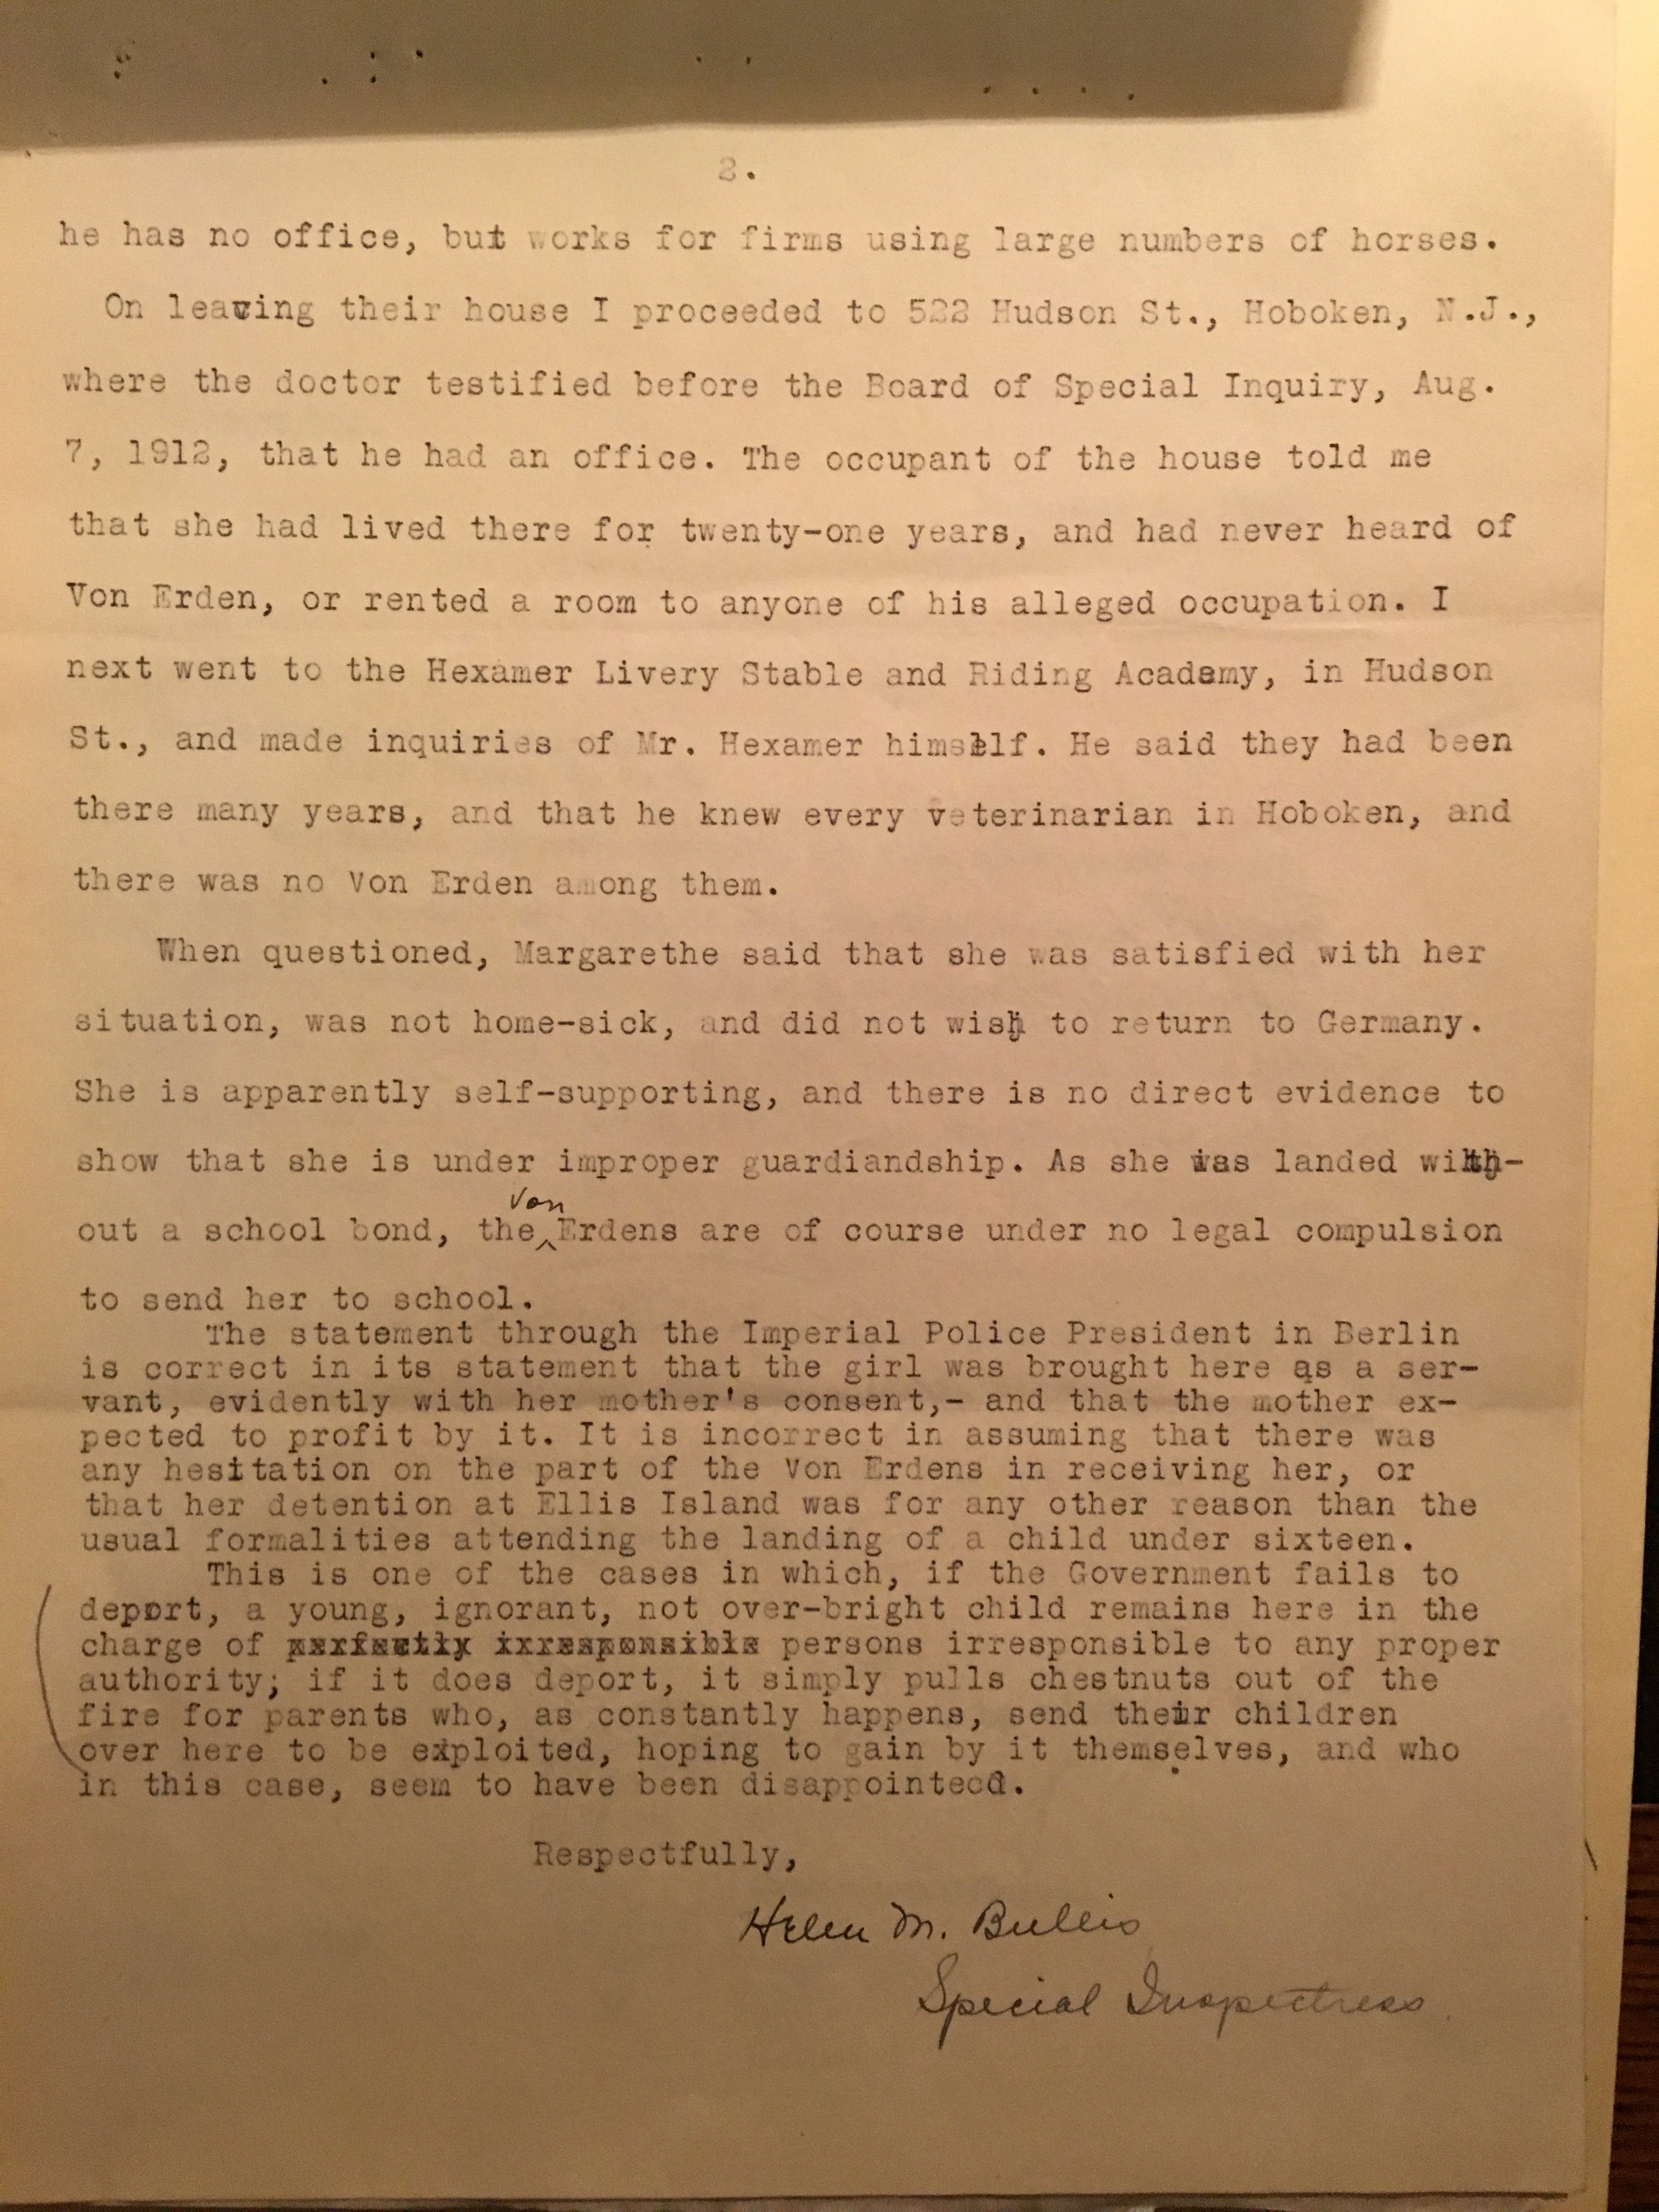 2.
he has no office, but works for firms using large numbers of horses.
On leaving their house I proceeded to 522 Hudson St., Hoboken, N.J.,
where the doctor testified before the Board of Special Inquiry, Aug.
7, 1912, that he had an office. The occupant of the house told me
that she had lived there for twenty-one years, and had never heard of
Von Erden, or rented a room to anyone of his alleged occupation. I
next went to the Hexamer Livery Stable and Riding Academy, in Hudson
St., and made inquiries of Mr. Hexamer himself. He said they had been
there many years, and that he knew every veterinarian in Hoboken, and
there was no Von Erden among them.
When questioned, Margarethe said that she was satisfied with her
situation, was not home-sick, and did not wish to return to Germany.
She is apparently self-supporting, and there is no direct evidence to
show that she is under improper guardiandship. As she was landed with-
out a school bond, the Von Erdens are of course under no legal compulsion
to send her to school.
The statement through the Imperial Police President in Berlin
is correct in its statement that the girl was brought here as a ser-
vant, evidently with her mother's consent,- and that the mother ex-
pected to profit by it. It is incorrect in assuming that there was
any hesitation on the part of the Von Erdens in receiving her, or
that her detention at Ellis Island was for any other reason than the
usual formalities attending the landing of a child under sixteen.
This is one of the cases in which, if the Government fails to
deport, a young, ignorant, not over-bright child remains here in the
charge of perfectly irresponsible persons irresponsible to any proper
authority; if it does deport, it simply pulls chestnuts out of the
fire for parents who, as constantly happens, send their children
over here to be exploited, hoping to gain by it themselves, and who
in this case, seem to have been disappointed.
Respectfully,
Helen M. Bullis
Special Inspectress